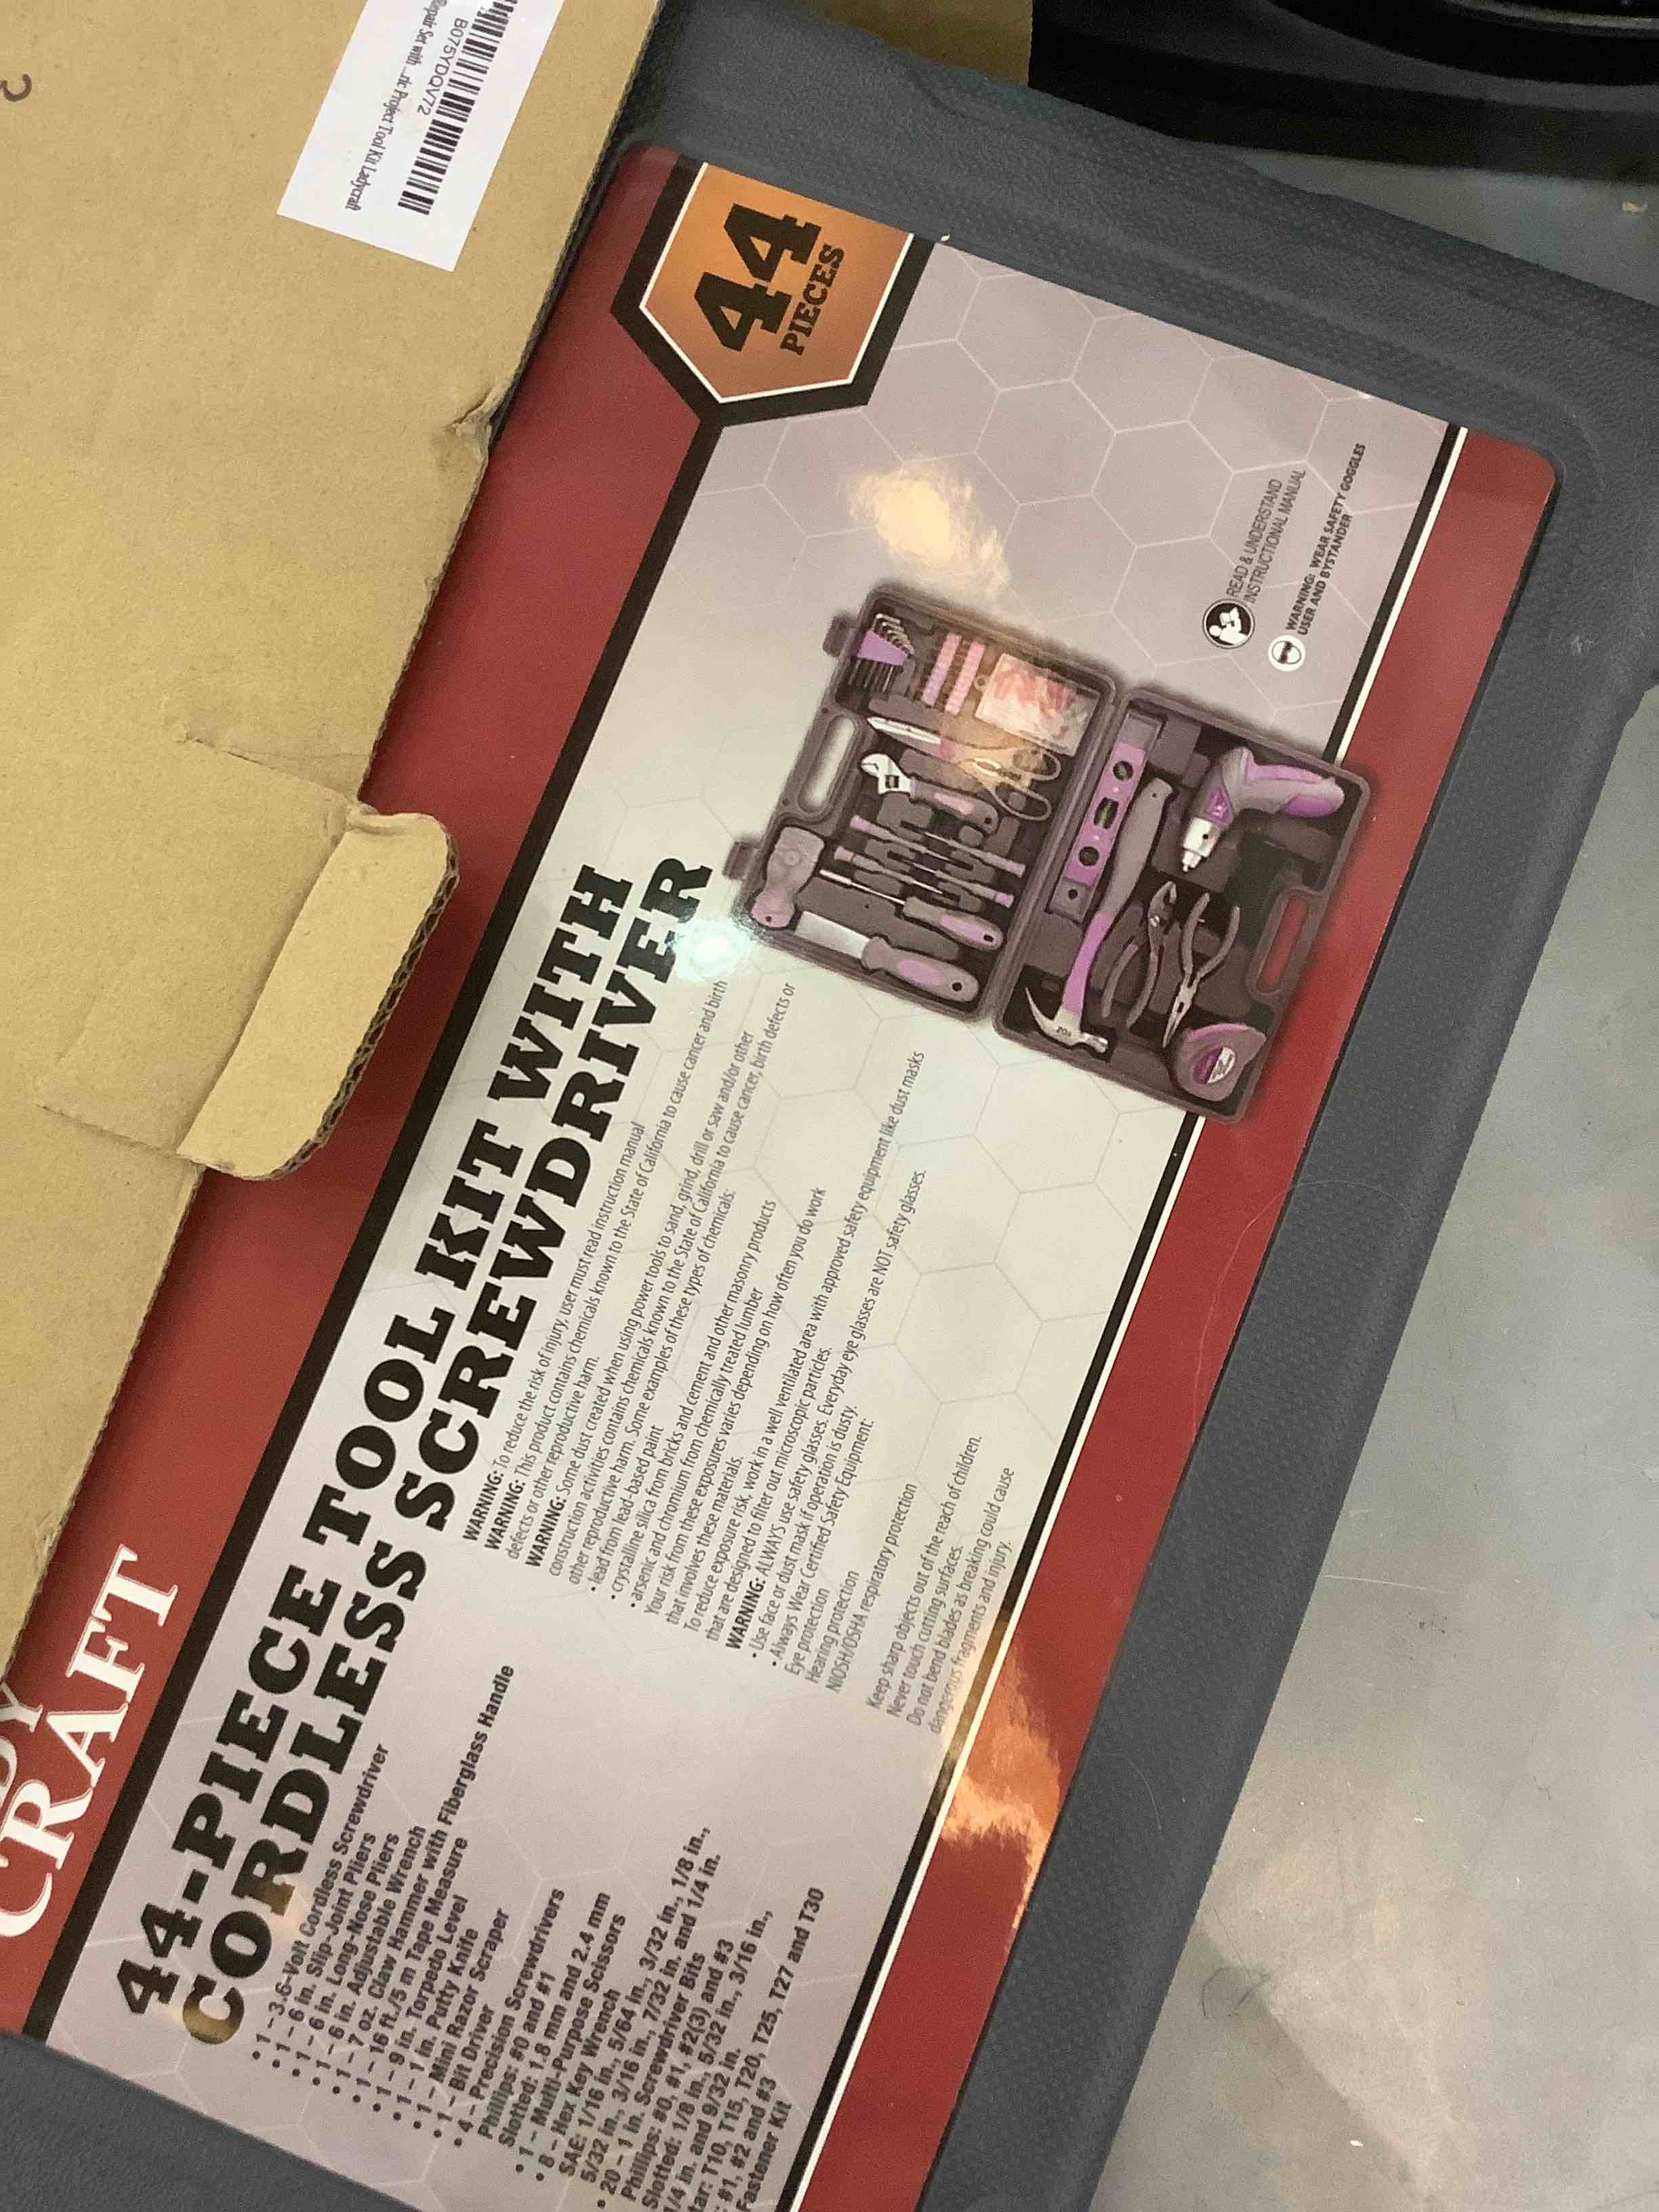 Repair Set with ...tic Project Tool Kit Ladycraft
B075YDQV72
44
PIECES
CRAFT
44-PIECE TOOL KIT WITH
CORDLESS SCREWDRIVER
• 1 – 3.6-Volt Cordless Screwdriver
• 1 – 6 in. Slip-Joint Pliers
• 1 – 6 in. Long-Nose Pliers
• 1 – 6 in. Adjustable Wrench
• 1 – 7 oz. Claw Hammer with Fiberglass Handle
• 1 – 16 ft./5 m Tape Measure
• 1 – 9 in. Torpedo Level
• 1 – 1 in. Putty Knife
• 1 – Mini Razor Scraper
• 1 – Bit Driver
• 4 – Precision Screwdrivers
Phillips: #0 and #1
Slotted: 1.8 mm and 2.4 mm
• 1 – Multi-Purpose Scissors
• 8 – Hex Key Wrench
SAE: 1/16 in., 5/64 in., 3/32 in., 1/8 in.,
5/32 in., 3/16 in., 7/32 in. and 1/4 in.
• 20 – 1 in. Screwdriver Bits
Phillips: #0, #1, #2(3) and #3
Slotted: 1/8 in., 5/32 in., 3/16 in.,
1/4 in. and 9/32 in.
T10, T15, T20, T25, T27 and T30
#1, #2 and #3
Fastener Kit
WARNING: To reduce the risk of injury, user must read instruction manual
WARNING: This product contains chemicals known to the State of California to cause cancer and birth
defects or other reproductive harm.
WARNING: Some dust created when using power tools to sand, grind, drill or saw and/or other
construction activities contains chemicals known to the State of California to cause cancer, birth defects or
other reproductive harm. Some examples of these types of chemicals:
• lead from lead-based paint
• crystalline silica from bricks and cement and other masonry products
• arsenic and chromium from chemically treated lumber
Your risk from these exposures varies depending on how often you do work
that involves these materials.
To reduce exposure risk, work in a well ventilated area with approved safety equipment like dust masks
that are designed to filter out microscopic particles.
WARNING: ALWAYS use safety glasses. Everyday eye glasses are NOT safety glasses.
• Use face or dust mask if operation is dusty.
• Always Wear Certified Safety Equipment:
Eye protection
Hearing protection
NIOSH/OSHA respiratory protection
Keep sharp objects out of the reach of children.
Never touch cutting surfaces.
Do not bend blades as breaking could cause
dangerous fragments and injury.
READ & UNDERSTAND
INSTRUCTIONAL MANUAL
WARNING: WEAR SAFETY GOGGLES
USER AND BYSTANDER